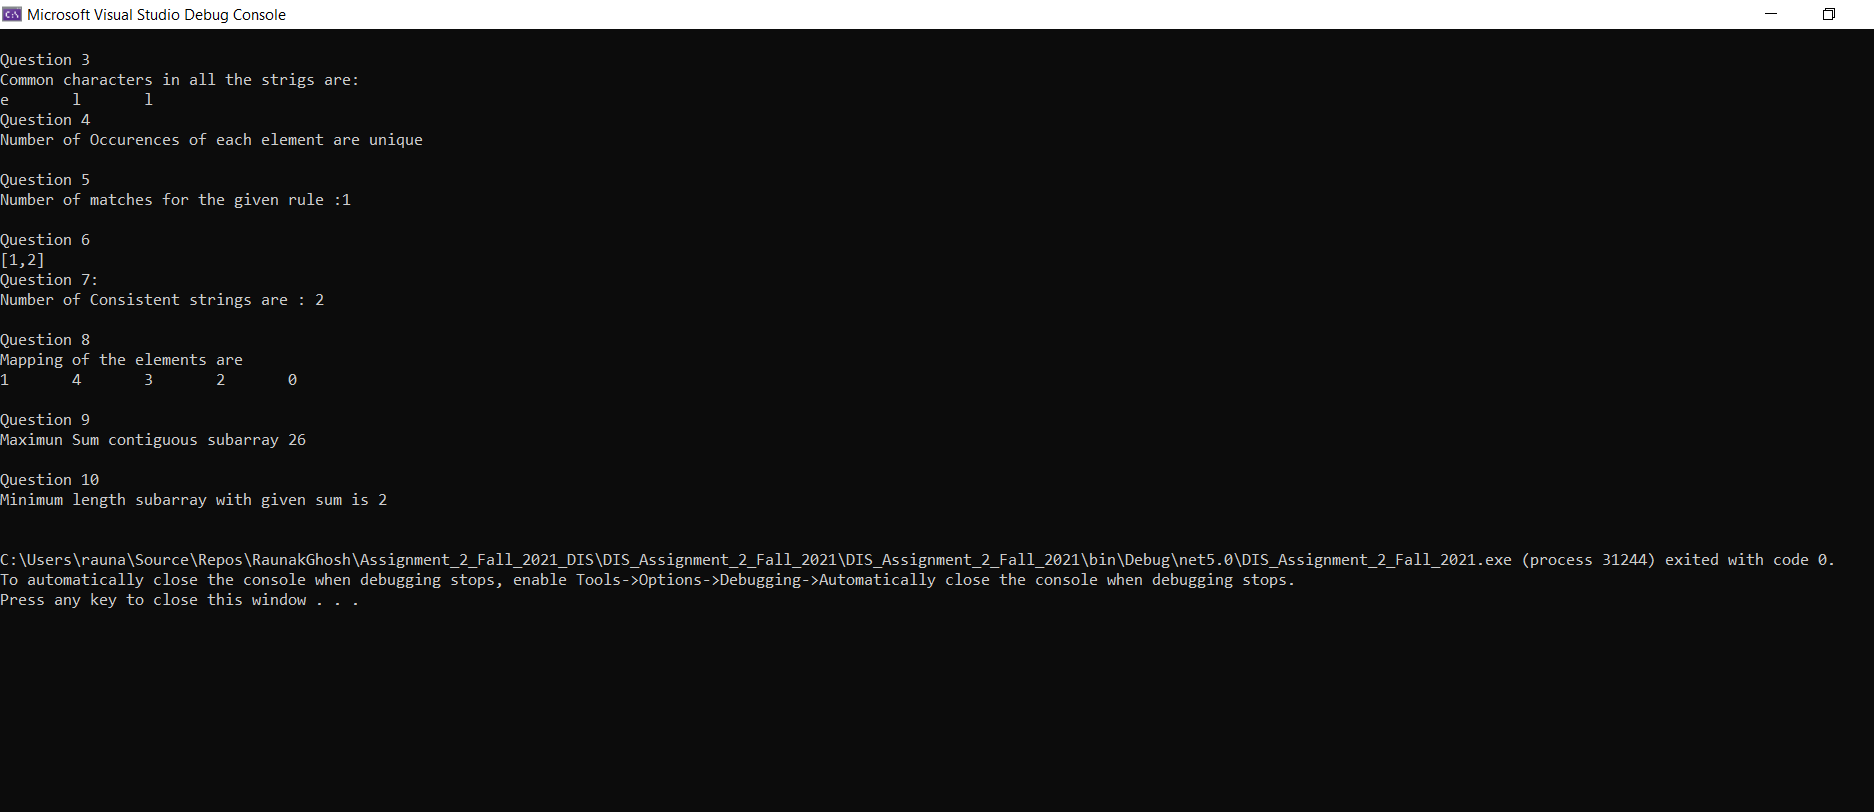 Microsoft Visual Studio Debug Console
Question 3
Common characters in all the strigs are:
e l l
Question 4
Number of Occurences of each element are unique
Question 5
Number of matches for the given rule :1
Question 6
[1,2]
Question 7:
Number of Consistent strings are : 2
Question 8
Mapping of the elements are
1 4 3 2 0
Question 9
Maximun Sum contiguous subarray 26
Question 10
Minimum length subarray with given sum is 2
C:\Users\rauna\Source\Repos\RaunakGhosh\Assignment_2_Fall_2021_DIS\DIS_Assignment_2_Fall_2021\DIS_Assignment_2_Fall_2021\bin\Debug\net5.0\DIS_Assignment_2_Fall_2021.exe (process 31244) exited with code 0.
To automatically close the console when debugging stops, enable Tools->Options->Debugging->Automatically close the console when debugging stops.
Press any key to close this window . . .